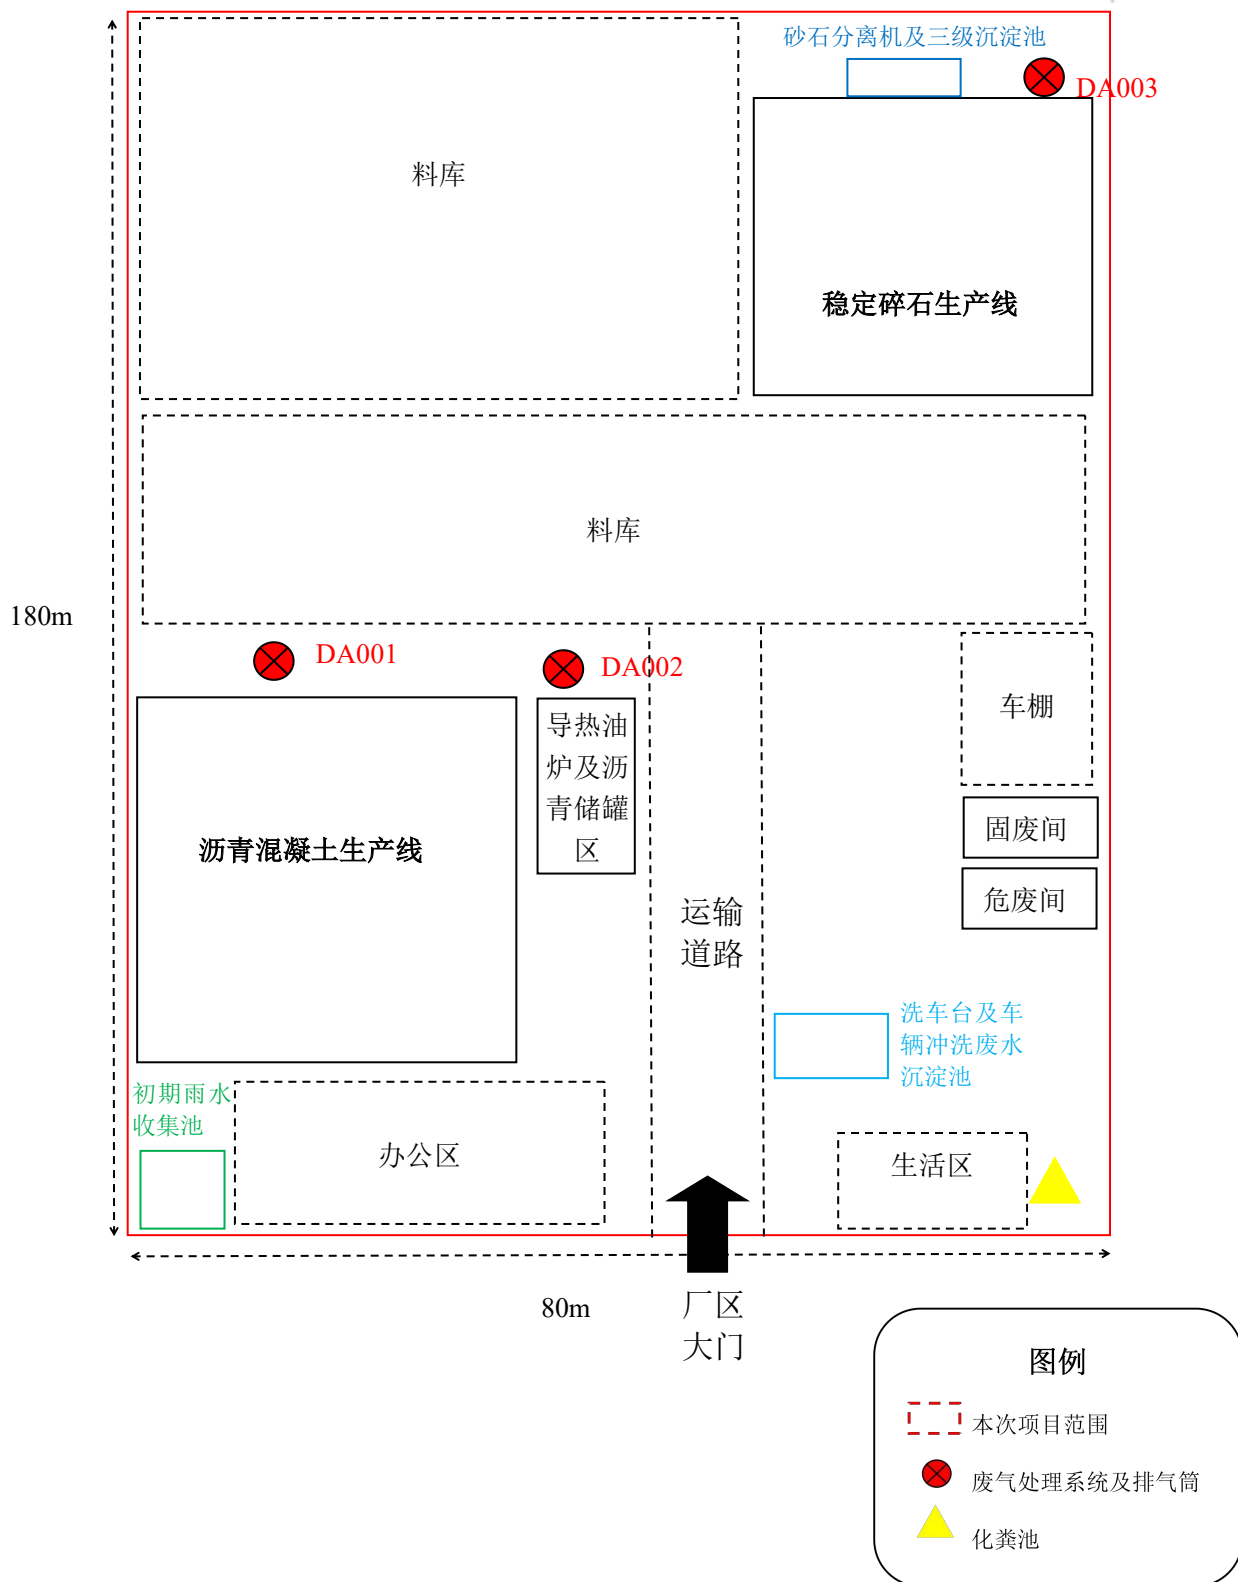 砂石分离机及三级沉淀池
DA003
料库
稳定碎石生产线
料库
180m
DA001
DA002
车棚
导热油
炉及沥
青储罐
区
固废间
沥青混凝土生产线
危废间
运输
道路
洗车台及车
辆冲洗废水
沉淀池
初期雨水
收集池
办公区
生活区
80m
厂区
大门
图例
本次项目范围
废气处理系统及排气筒
化粪池